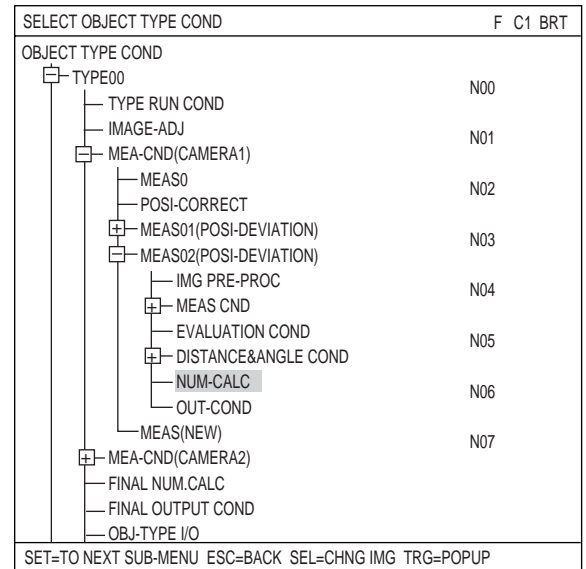 SELECT OBJECT TYPE COND F C1 BRT
OBJECT TYPE COND
TYPE00
N00
TYPE RUN COND
IMAGE-ADJ
N01
MEA-CND(CAMERA1)
MEAS0
N02
POSI-CORRECT
MEAS01(POSI-DEVIATION)
N03
MEAS02(POSI-DEVIATION)
IMG PRE-PROC
N04
MEAS CND
EVALUATION COND
N05
DISTANCE&ANGLE COND
NUM-CALC
N06
OUT-COND
MEAS(NEW)
N07
MEA-CND(CAMERA2)
FINAL NUM.CALC
FINAL OUTPUT COND
OBJ-TYPE I/O
SET=TO NEXT SUB-MENU ESC=BACK SEL=CHNG IMG TRG=POPUP